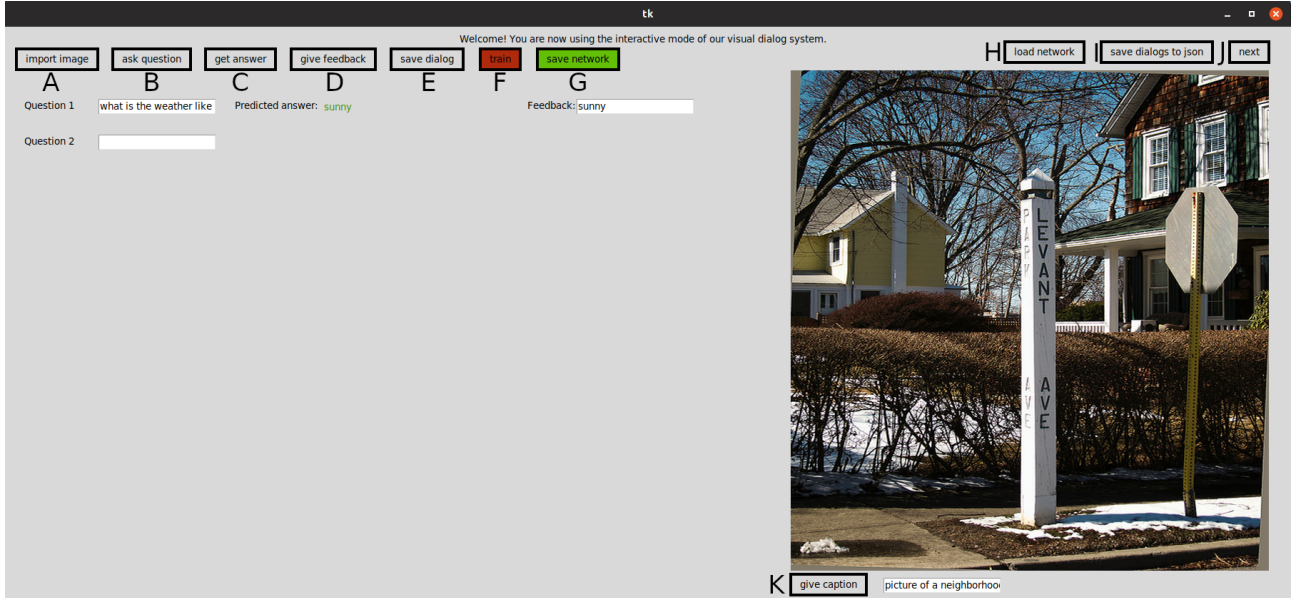 tk
Welcome! You are now using the interactive mode of our visual dialog system.
import image ask question get answer give feedback save dialog train save network
H load network I save dialogs to json J next
A B C D E F G
Question 1 what is the weather like Predicted answer: sunny Feedback: sunny
Question 2
PARK
AVE
LEVANT
AVE
K give caption picture of a neighborhoo